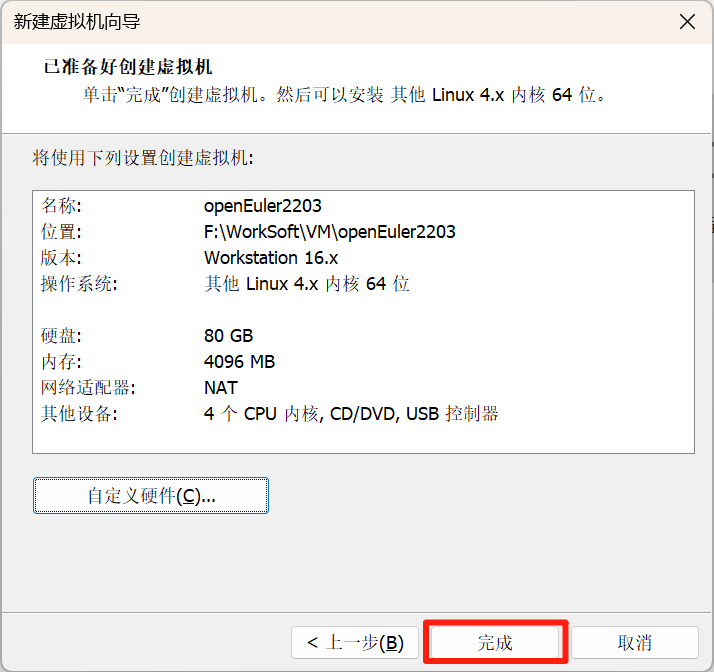 新建虚拟机向导
已准备好创建虚拟机
单击“完成”创建虚拟机。然后可以安装 其他 Linux 4.x 内核 64 位。
将使用下列设置创建虚拟机:
名称: openEuler2203
位置: F:\WorkSoft\VM\openEuler2203
版本: Workstation 16.x
操作系统: 其他 Linux 4.x 内核 64 位
硬盘: 80 GB
内存: 4096 MB
网络适配器: NAT
其他设备: 4 个 CPU 内核, CD/DVD, USB 控制器
自定义硬件(C)...
< 上一步(B) 完成 取消